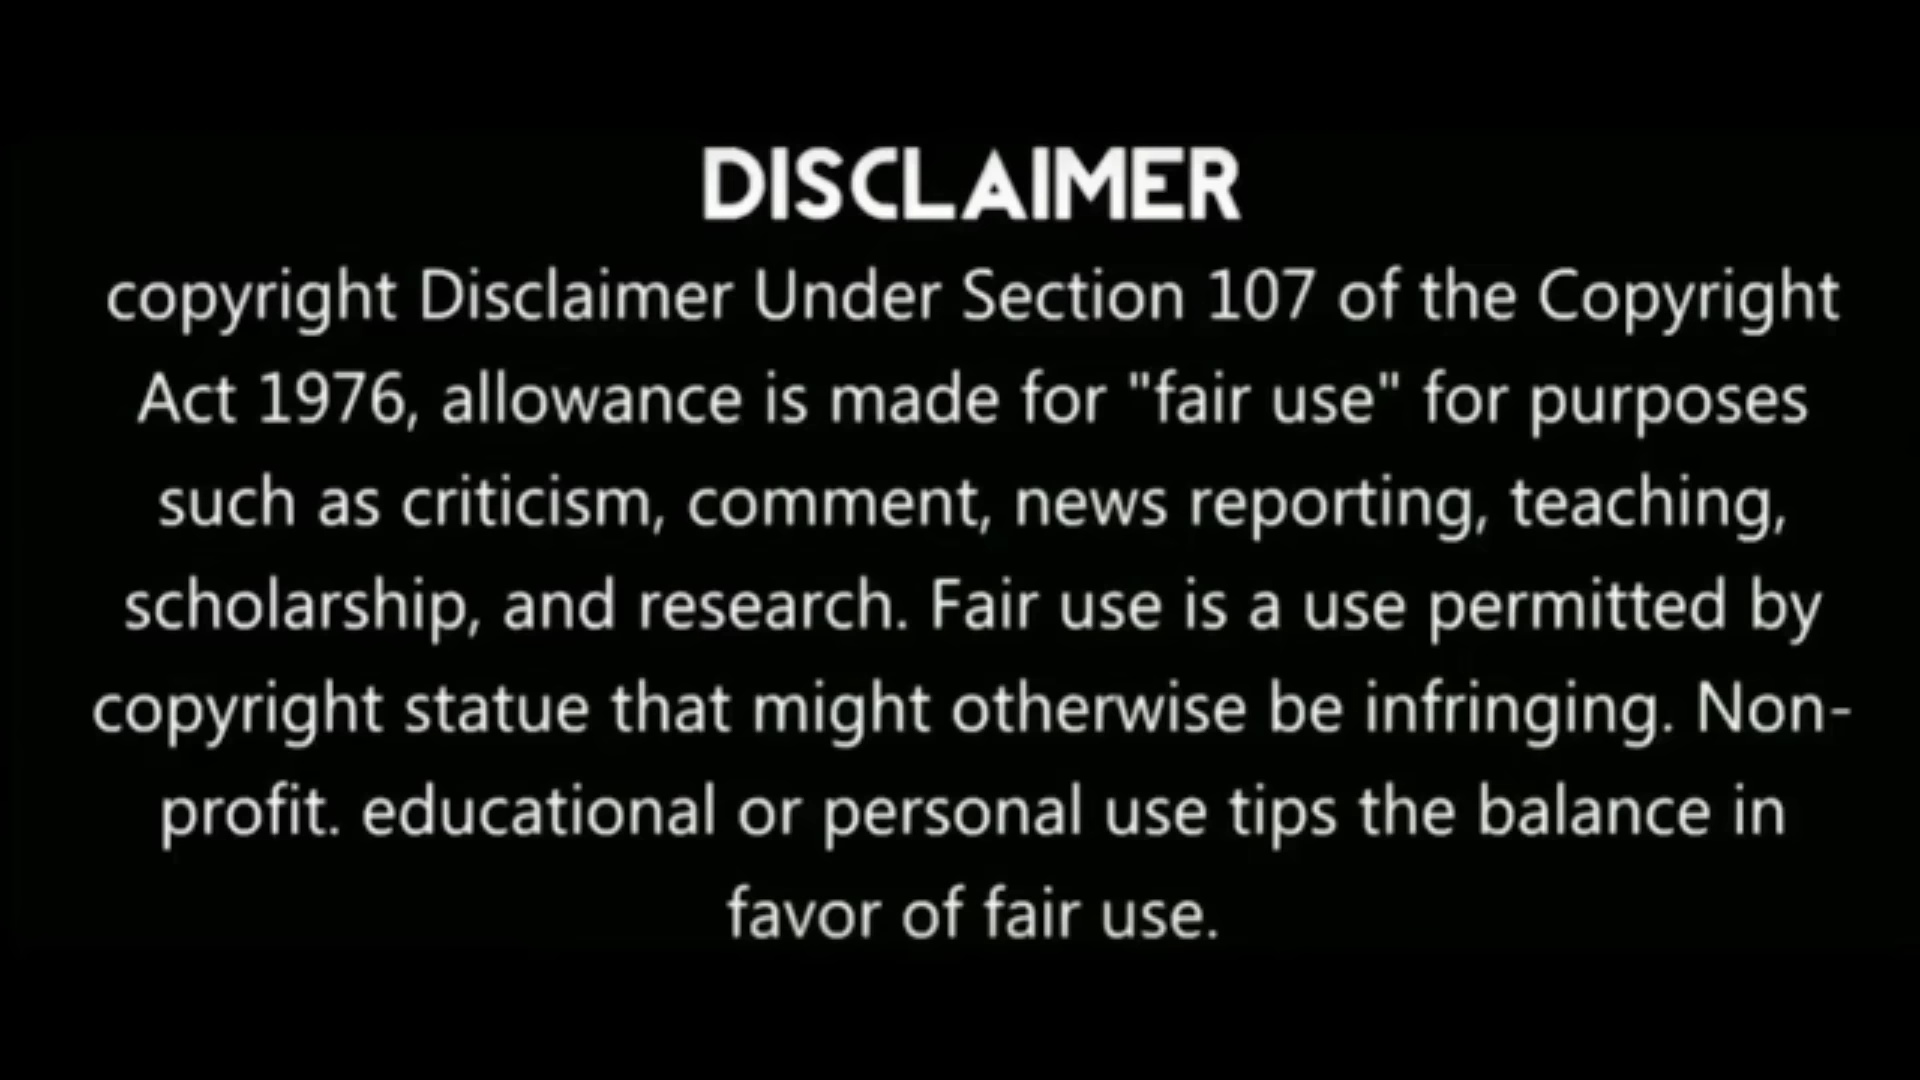 DISCLAIMER
copyright Disclaimer Under Section 107 of the Copyright
Act 1976, allowance is made for "fair use" for purposes
such as criticism, comment, news reporting, teaching,
scholarship, and research. Fair use is a use permitted by
copyright statue that might otherwise be infringing. Non-
profit. educational or personal use tips the balance in
favor of fair use.